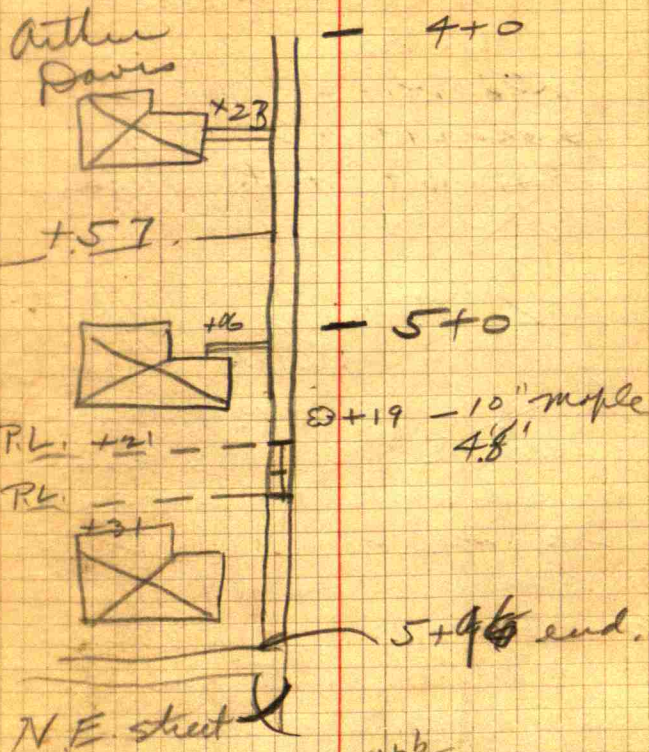 Arthur
Davis
4+0
+23
+57
+06
5+0
+19 - 10" maple
4.8'
P.L. +21
P.L.
+31
5+96 end.
N.E. street